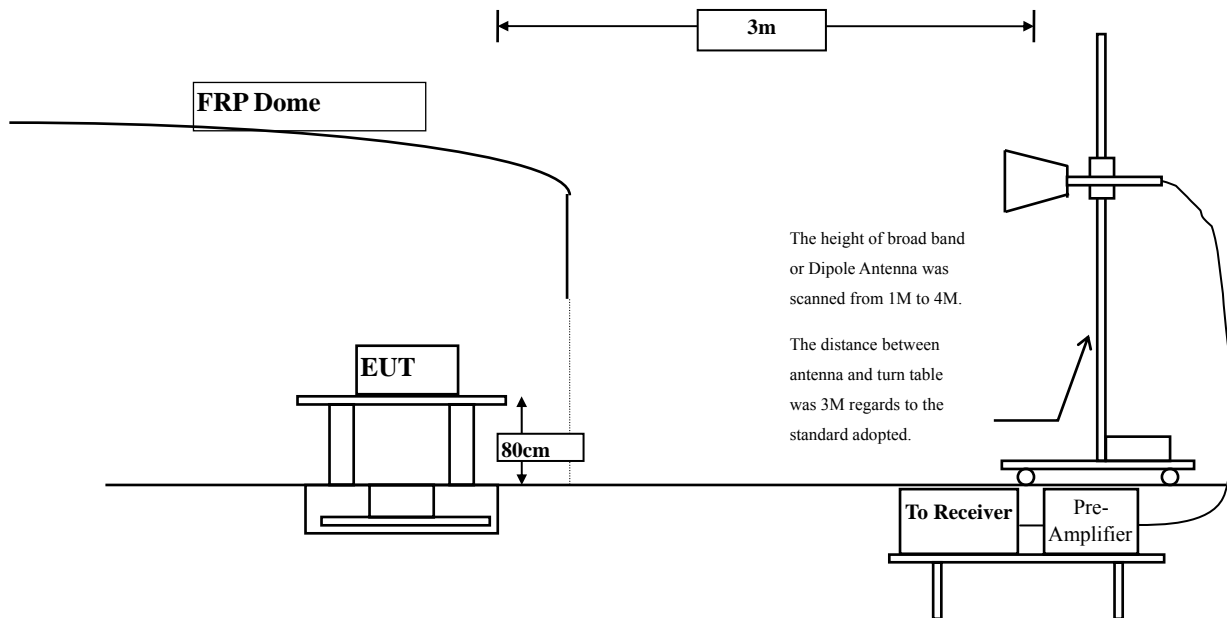 3m
FRP Dome
The height of broad band
or Dipole Antenna was
scanned from 1M to 4M.
The distance between
antenna and turn table
was 3M regards to the
standard adopted.
EUT
80cm
To Receiver
Pre-
Amplifier